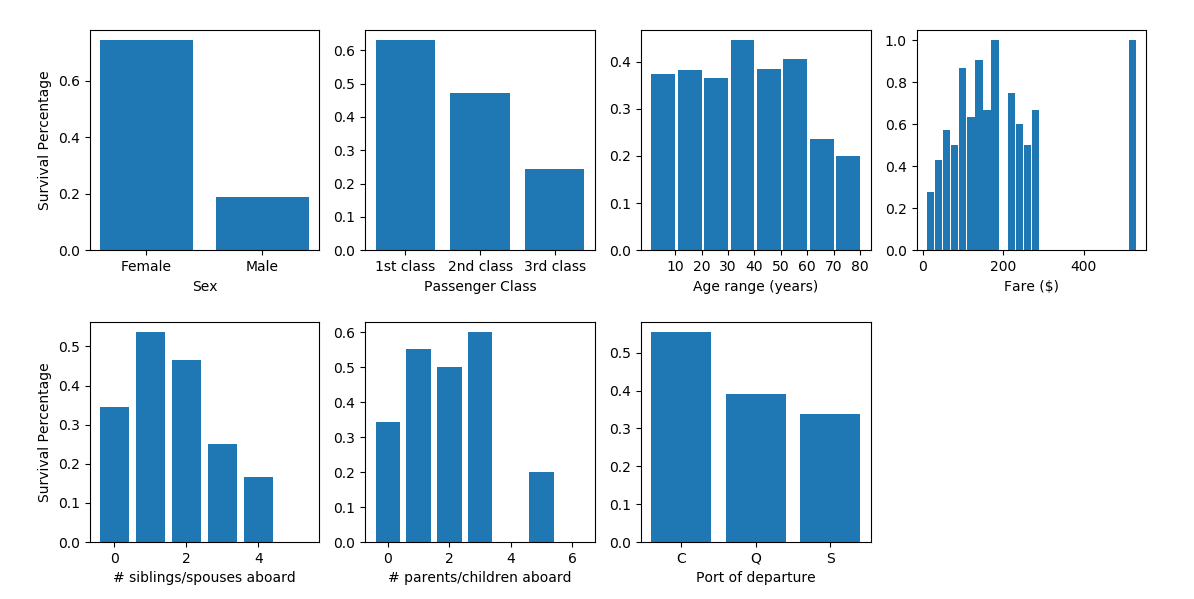 Survival Percentage
0.6
0.4
0.2
0.0
Female Male
Sex
0.6
0.5
0.4
0.3
0.2
0.1
0.0
1st class 2nd class 3rd class
Passenger Class
0.4
0.3
0.2
0.1
0.0
10 20 30 40 50 60 70 80
Age range (years)
1.0
0.8
0.6
0.4
0.2
0.0
0 200 400
Fare ($)
Survival Percentage
0.5
0.4
0.3
0.2
0.1
0.0
0 2 4
# siblings/spouses aboard
0.6
0.5
0.4
0.3
0.2
0.1
0.0
0 2 4 6
# parents/children aboard
0.5
0.4
0.3
0.2
0.1
0.0
C Q S
Port of departure